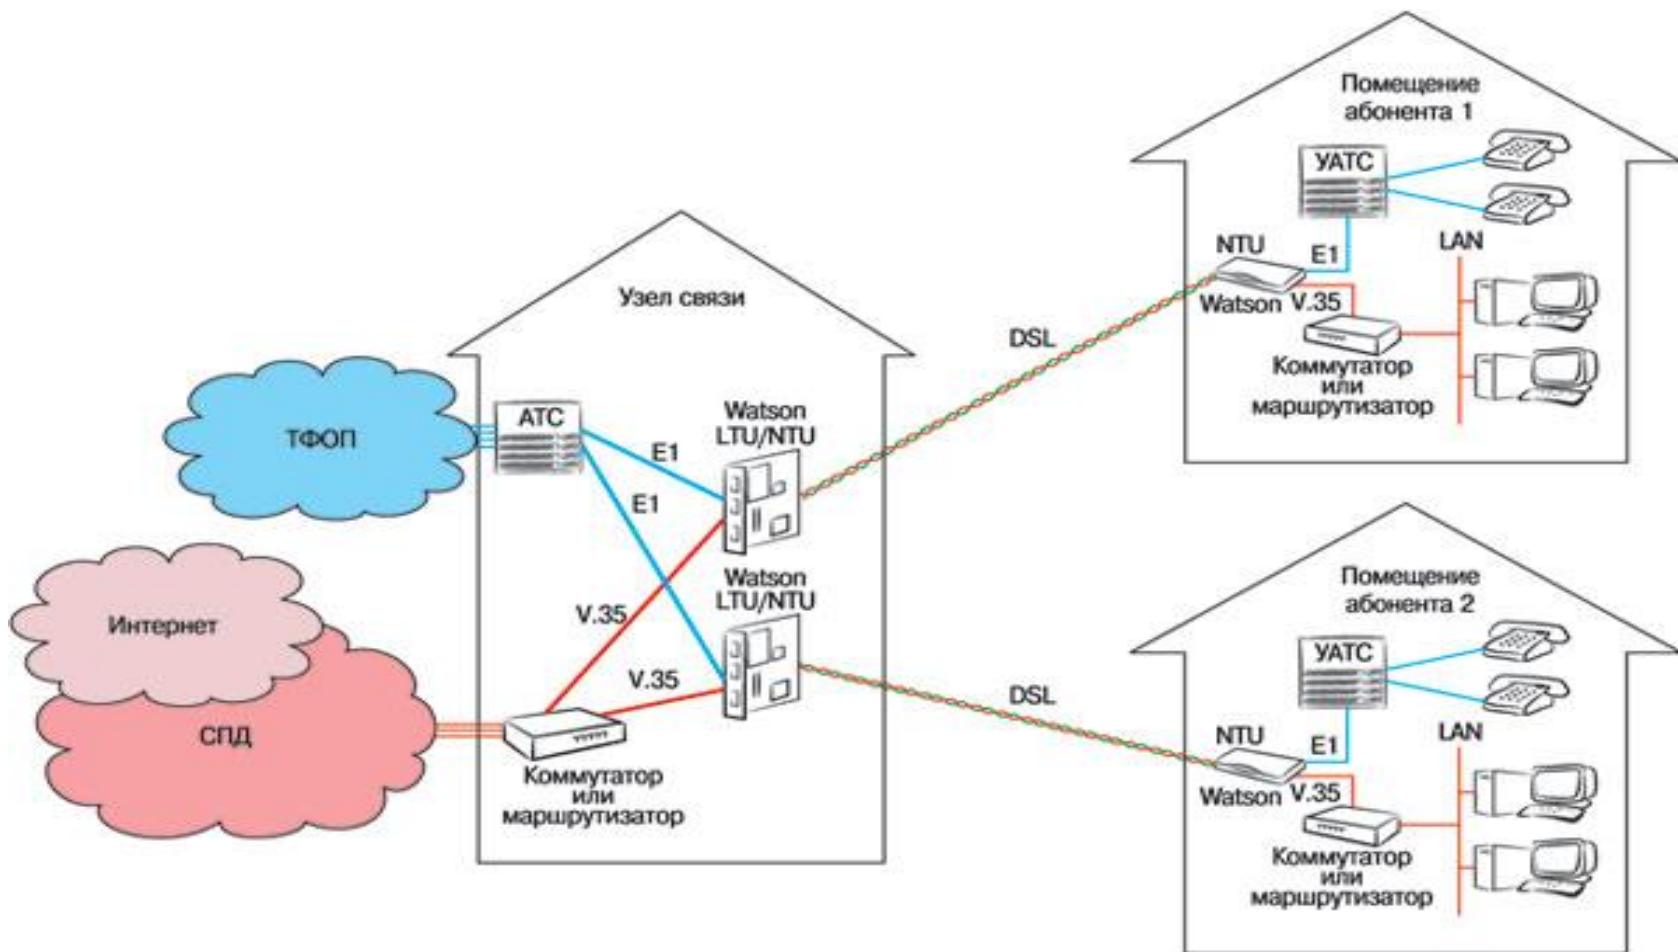 ТФОП
Интернет
СПД
Узел связи
АТС
E1
E1
Watson
LTU/NTU
Watson
LTU/NTU
V.35
V.35
Коммутатор
или
маршрутизатор
DSL
DSL
Помещение
абонента 1
УАТС
NTU
E1
LAN
Watson
V.35
Коммутатор
или
маршрутизатор
Помещение
абонента 2
УАТС
NTU
E1
LAN
Watson
V.35
Коммутатор
или
маршрутизатор